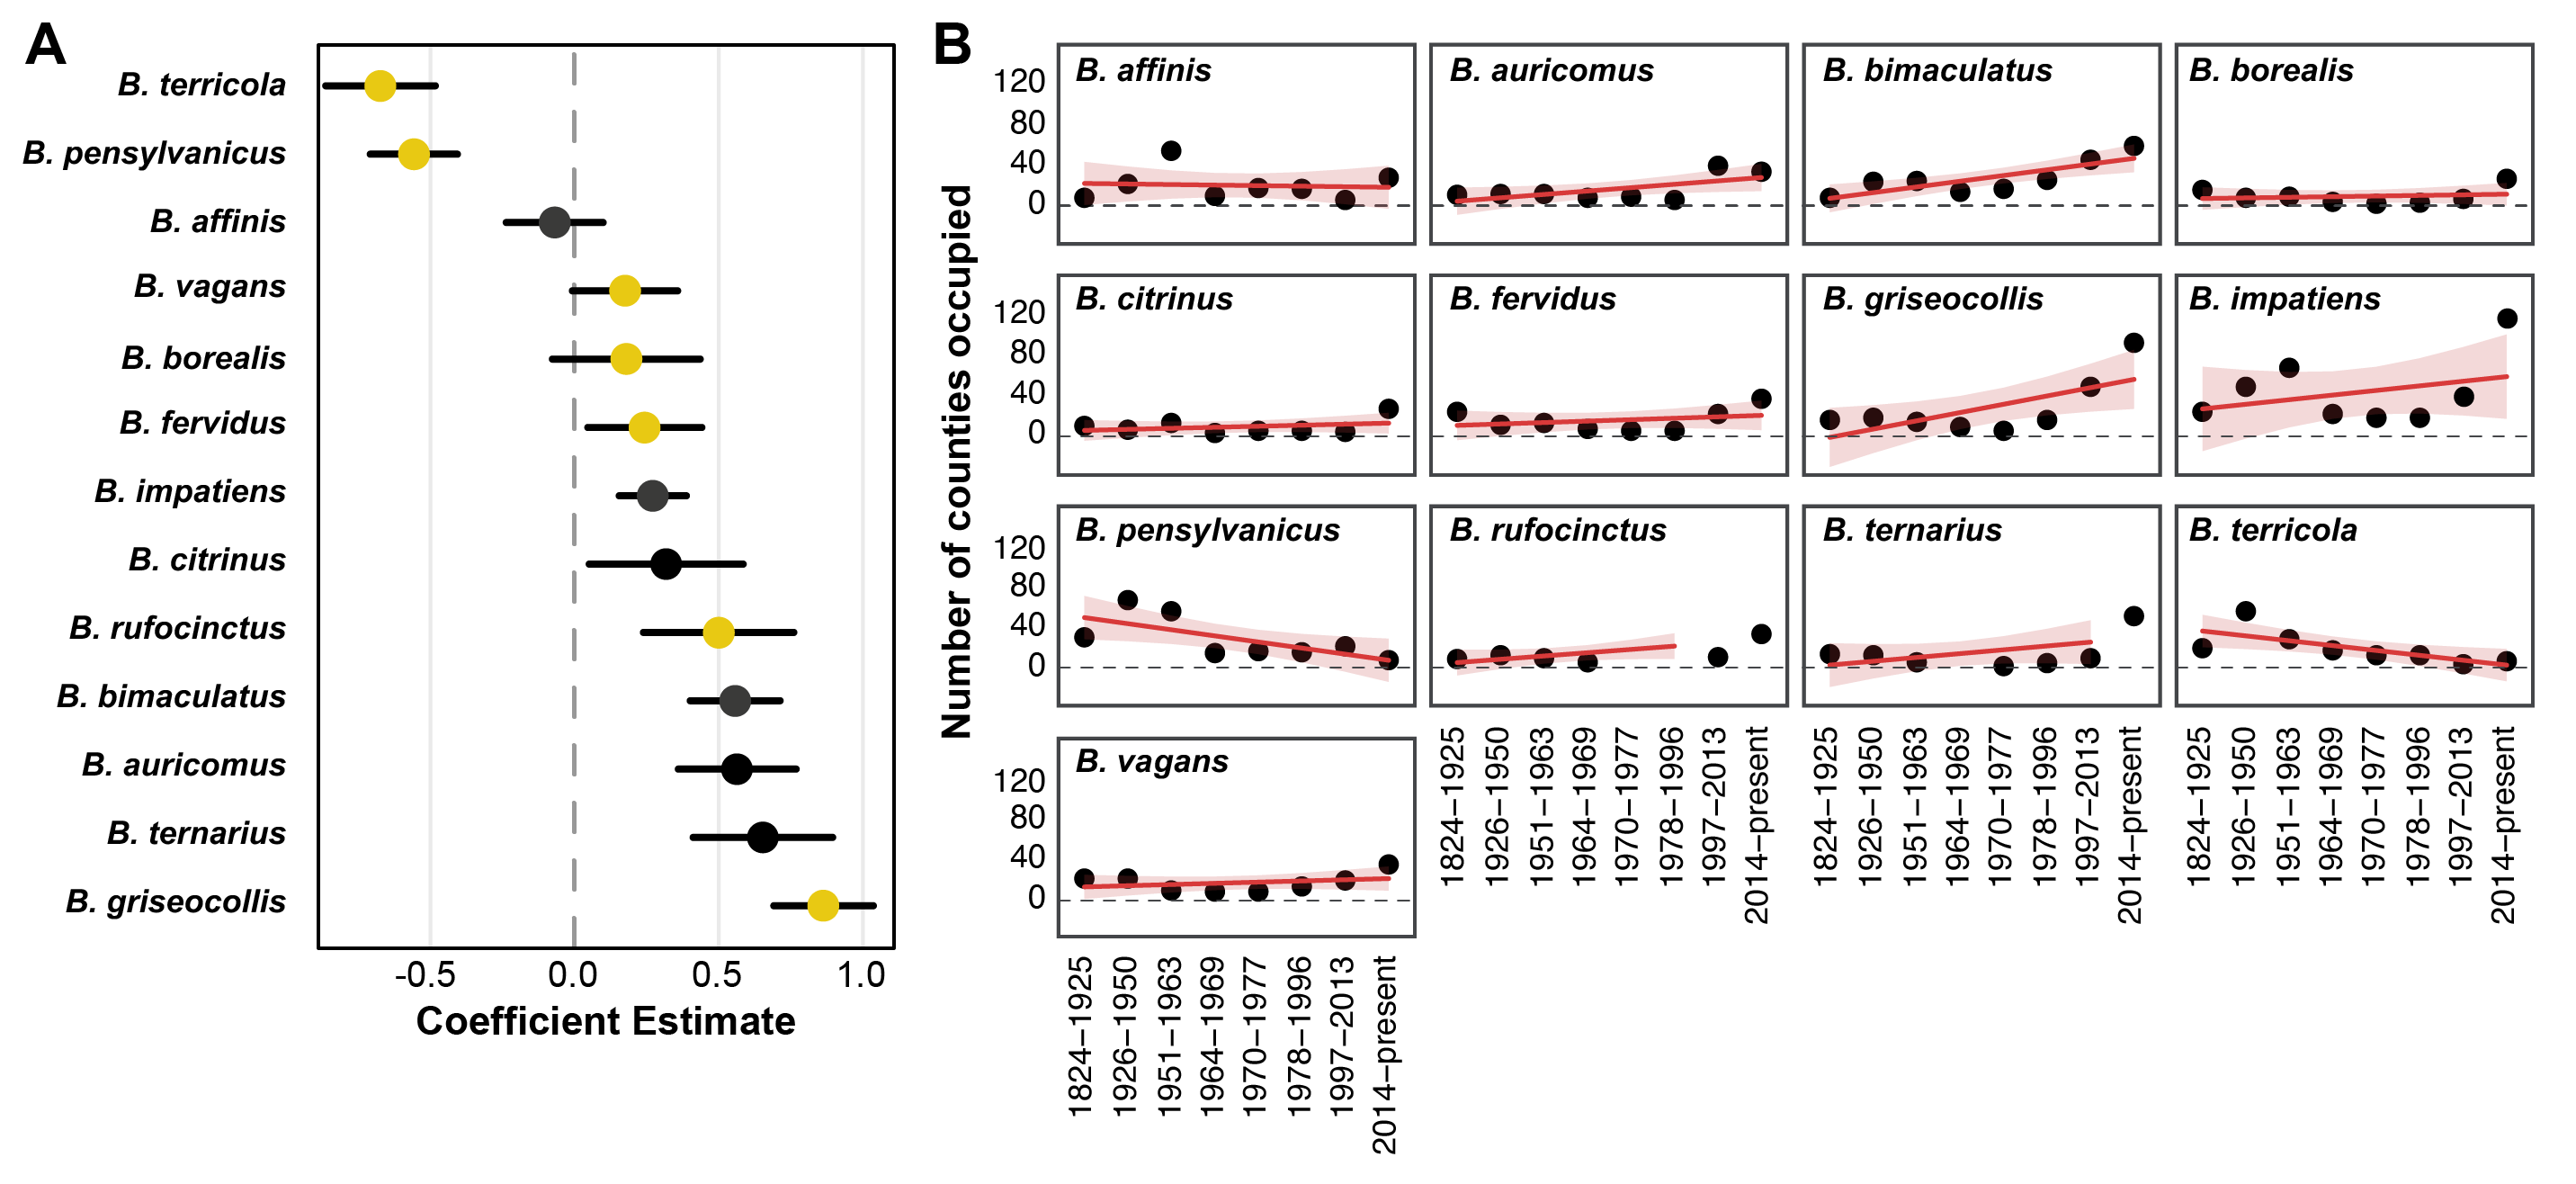 A
B. terricola
B. pensylvanicus
B. affinis
B. vagans
B. borealis
B. fervidus
B. impatiens
B. citrinus
B. rufocinctus
B. bimaculatus
B. auricomus
B. ternarius
B. griseocollis
-0.5 0.0 0.5 1.0
Coefficient Estimate
B
Number of counties occupied
B. affinis B. auricomus B. bimaculatus B. borealis
120
80
40
0
B. citrinus B. fervidus B. griseocollis B. impatiens
120
80
40
0
B. pensylvanicus B. rufocinctus B. ternarius B. terricola
120
80
40
0
1824–1925 1926–1950 1951–1963 1964–1969 1970–1977 1978–1996 1997–2013 2014–present
1824–1925 1926–1950 1951–1963 1964–1969 1970–1977 1978–1996 1997–2013 2014–present
1824–1925 1926–1950 1951–1963 1964–1969 1970–1977 1978–1996 1997–2013 2014–present
B. vagans
120
80
40
0
1824–1925 1926–1950 1951–1963 1964–1969 1970–1977 1978–1996 1997–2013 2014–present